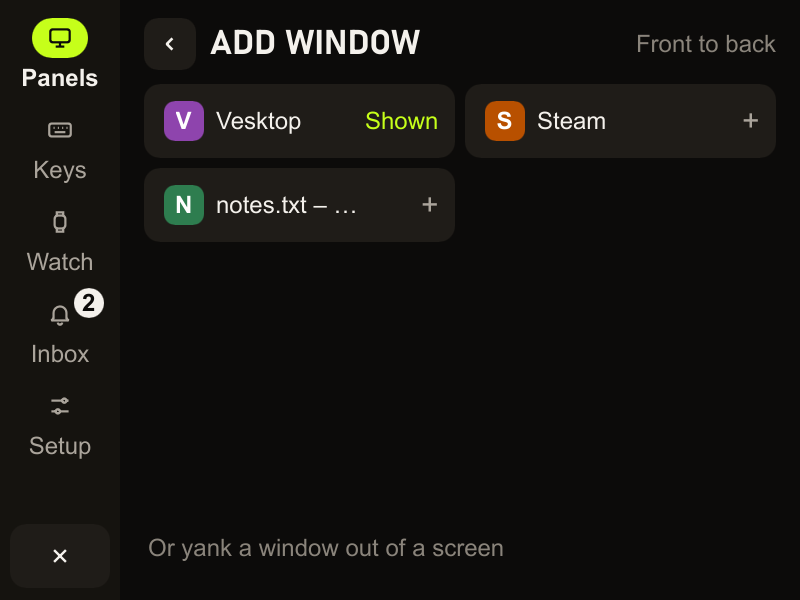 Panels
Keys
Watch
2
Inbox
Setup
ADD WINDOW
Front to back
V Vesktop Shown
S Steam +
N notes.txt – … +
Or yank a window out of a screen